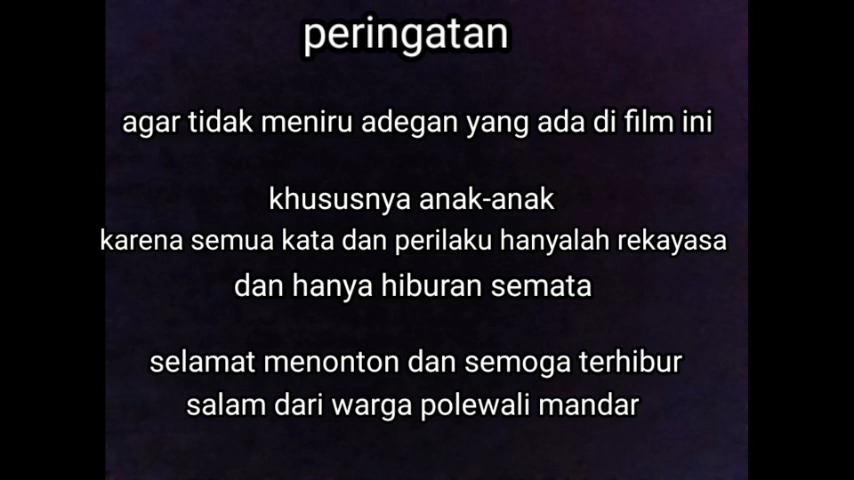 peringatan
agar tidak meniru adegan yang ada di film ini
khususnya anak-anak
karena semua kata dan perilaku hanyalah rekayasa
dan hanya hiburan semata
selamat menonton dan semoga terhibur
salam dari warga polewali mandar